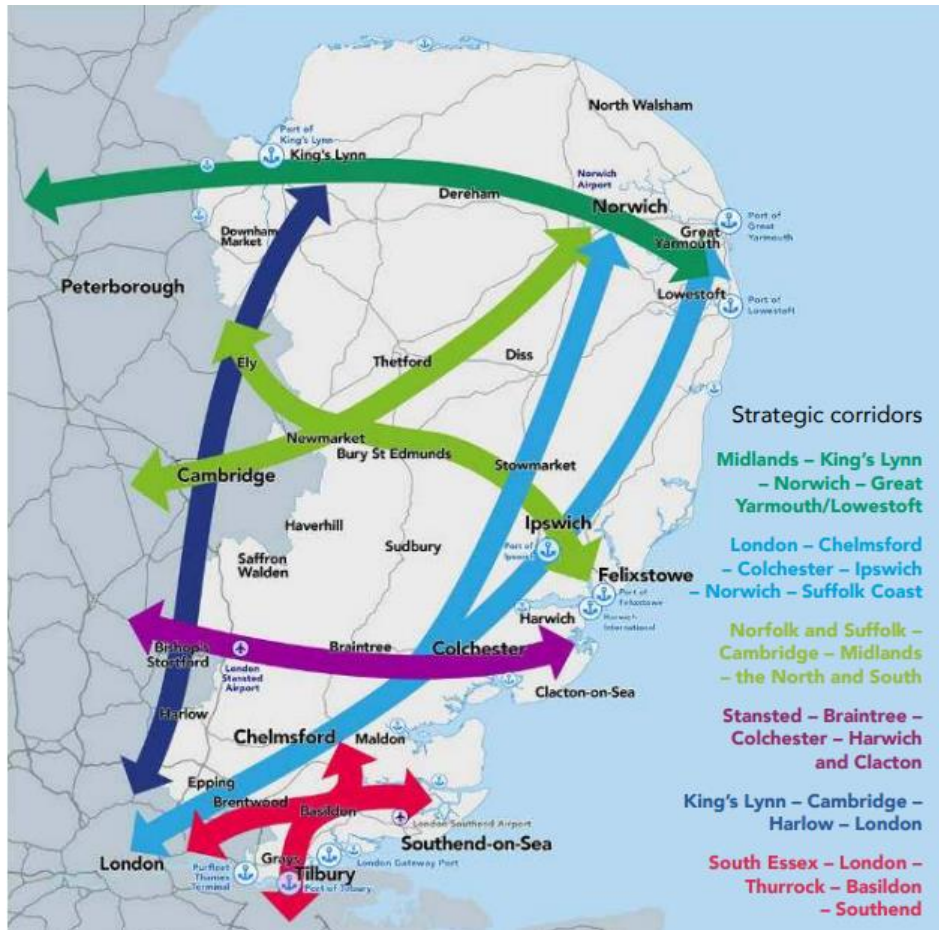 North Walsham
Port of
King's Lynn
King's Lynn
Norwich
Airport
Dereham
Norwich
Port of
Great
Yarmouth
Great
Yarmouth
Downham
Market
Peterborough
Lowestoft
Port of
Lowestoft
Ely
Thetford
Diss
Newmarket
Bury St Edmunds
Stowmarket
Cambridge
Haverhill
Ipswich
Port of
Ipswich
Sudbury
Saffron
Walden
Felixstowe
Port of
Felixstowe
Harwich
Harwich
International
Bishop's
Stortford
Braintree
Colchester
London
Stansted
Airport
Clacton-on-Sea
Harlow
Chelmsford
Maldon
Epping
Brentwood
Basildon
London Southend Airport
Southend-on-Sea
London
Grays
London Gateway Port
Purfleet
Thames
Terminal
Tilbury
Port of Tilbury
Strategic corridors
Midlands – King's Lynn
– Norwich – Great
Yarmouth/Lowestoft
London – Chelmsford
– Colchester – Ipswich
– Norwich – Suffolk Coast
Norfolk and Suffolk –
Cambridge – Midlands
– the North and South
Stansted – Braintree –
Colchester – Harwich
and Clacton
King's Lynn – Cambridge –
Harlow – London
South Essex – London –
Thurrock – Basildon
– Southend